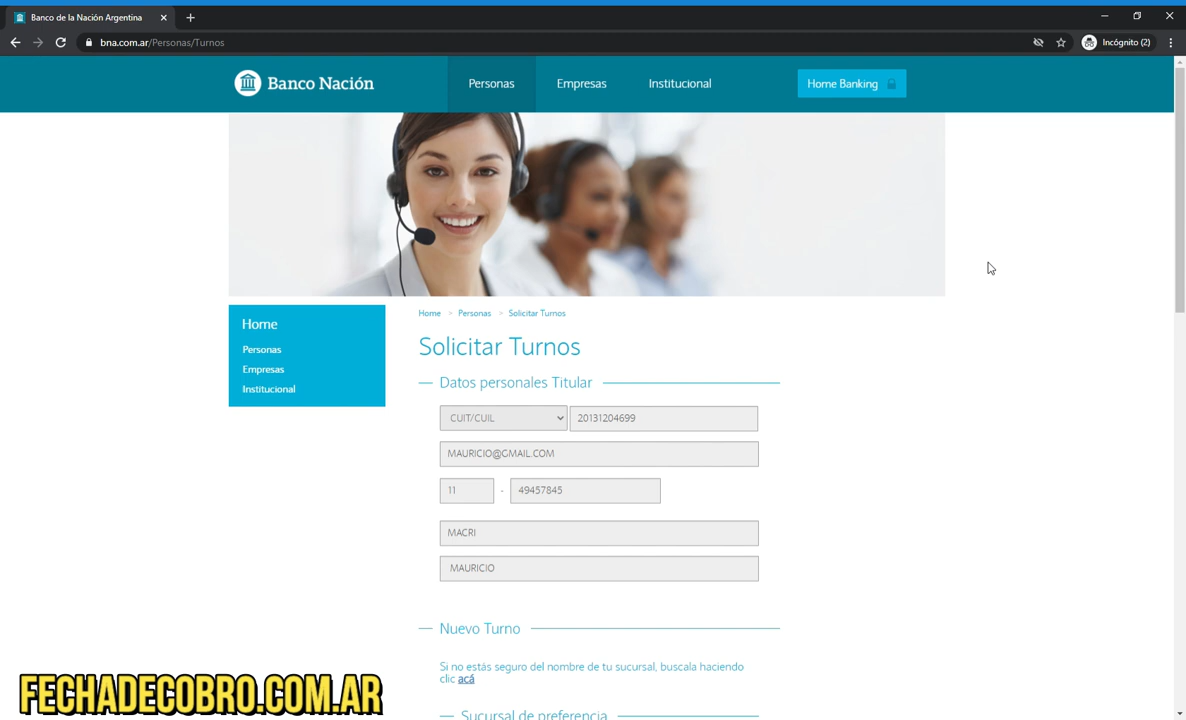 Banco de la Nación Argentina
bna.com.ar/Personas/Turnos
Incógnito (2)
Banco Nación
Personas
Empresas
Institucional
Home Banking
Home
Personas
Empresas
Institucional
Home > Personas > Solicitar Turnos
Solicitar Turnos
Datos personales Titular
CUIT/CUIL 20131204699
MAURICIO@GMAIL.COM
11 - 49457845
MACRI
MAURICIO
Nuevo Turno
Si no estás seguro del nombre de tu sucursal, buscala haciendo
clic acá
Sucursal de preferencia
FECHADECOBRO.COM.AR